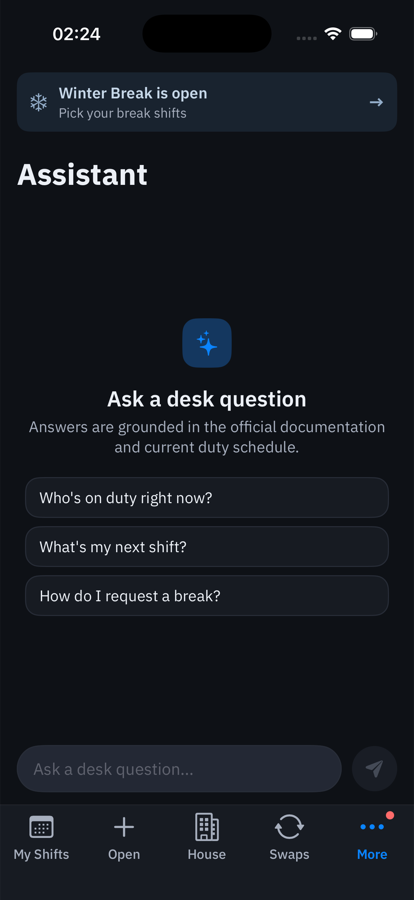 02:24
Winter Break is open
Pick your break shifts
Assistant
Ask a desk question
Answers are grounded in the official documentation
and current duty schedule.
Who's on duty right now?
What's my next shift?
How do I request a break?
Ask a desk question...
My Shifts
Open
House
Swaps
More